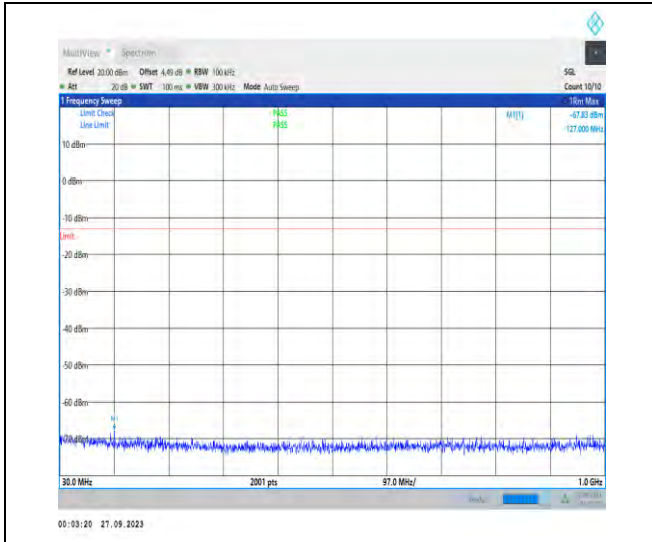 MultiView Spectrum
Ref Level 20.00 dBm Offset 4.49 dB RBW 100 kHz SGL
Att 20 dB SWT 100 ms VBW 300 kHz Mode Auto Sweep Count 10/10
1 Frequency Sweep 1Rm Max
Limit Check PASS M1[1] -67.83 dBm
Line Limit PASS 127.000 MHz
10 dBm
0 dBm
-10 dBm
Limit
-20 dBm
-30 dBm
-40 dBm
-50 dBm
-60 dBm
M1
-70 dBm
30.0 MHz 2001 pts 97.0 MHz/ 1.0 GHz
Ready
00:03:20 27.09.2023